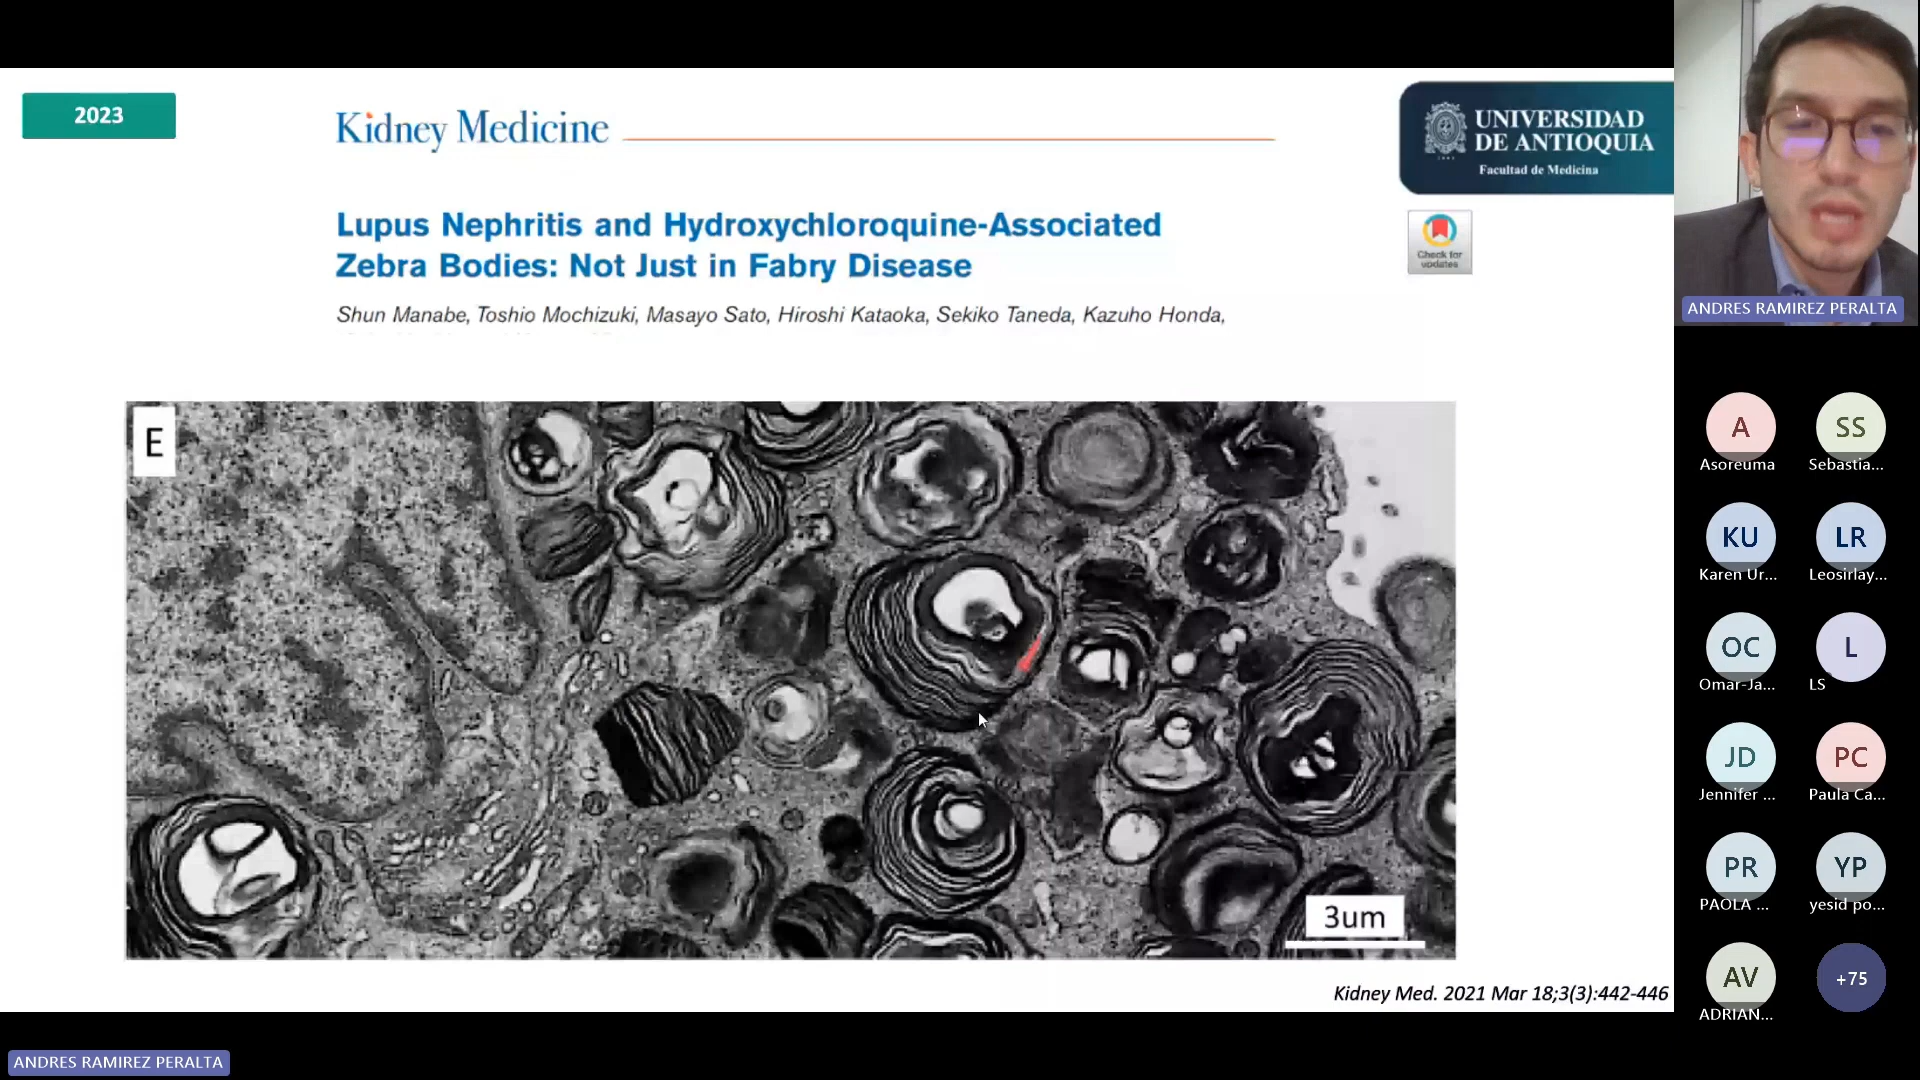 2023
Kidney Medicine
UNIVERSIDAD
DE ANTIOQUIA
Facultad de Medicina
Lupus Nephritis and Hydroxychloroquine-Associated
Zebra Bodies: Not Just in Fabry Disease
Check for
updates
Shun Manabe, Toshio Mochizuki, Masayo Sato, Hiroshi Kataoka, Sekiko Taneda, Kazuho Honda,
E
3um
Kidney Med. 2021 Mar 18;3(3):442-446
ANDRES RAMIREZ PERALTA
A
SS
Asoreuma
Sebastia...
KU
LR
Karen Ur...
Leosirlay...
OC
L
Omar-Ja...
LS
JD
PC
Jennifer ...
Paula Ca...
PR
YP
PAOLA ...
yesid po...
AV
+75
ADRIAN...
ANDRES RAMIREZ PERALTA